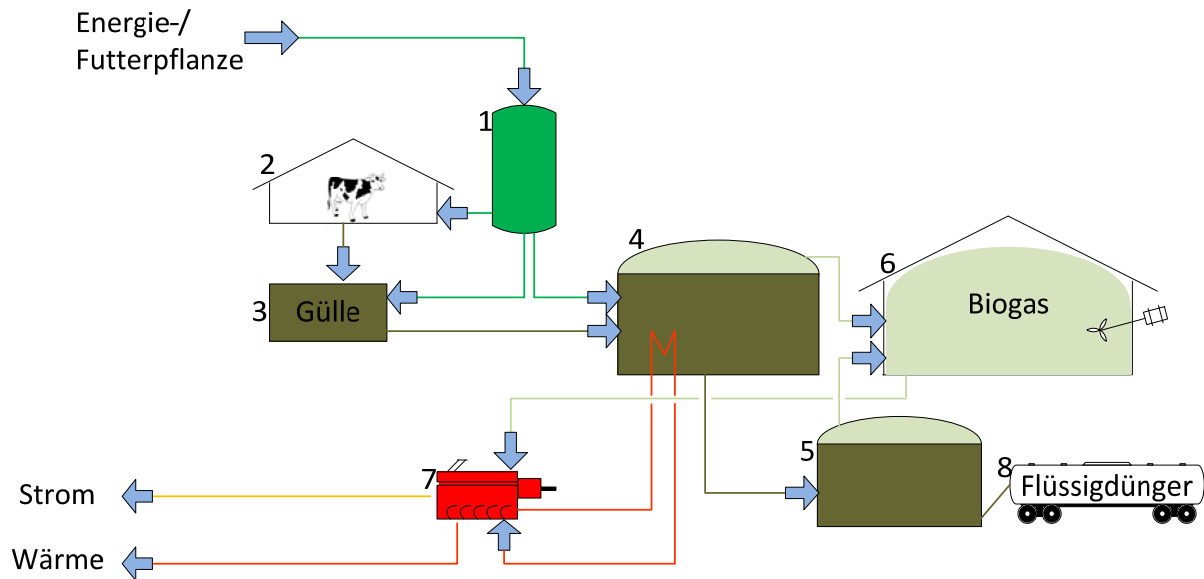 Energie-/
Futterpflanze
1
2
3
Gülle
4
6
Biogas
5
7
8
Flüssigdünger
Strom
Wärme